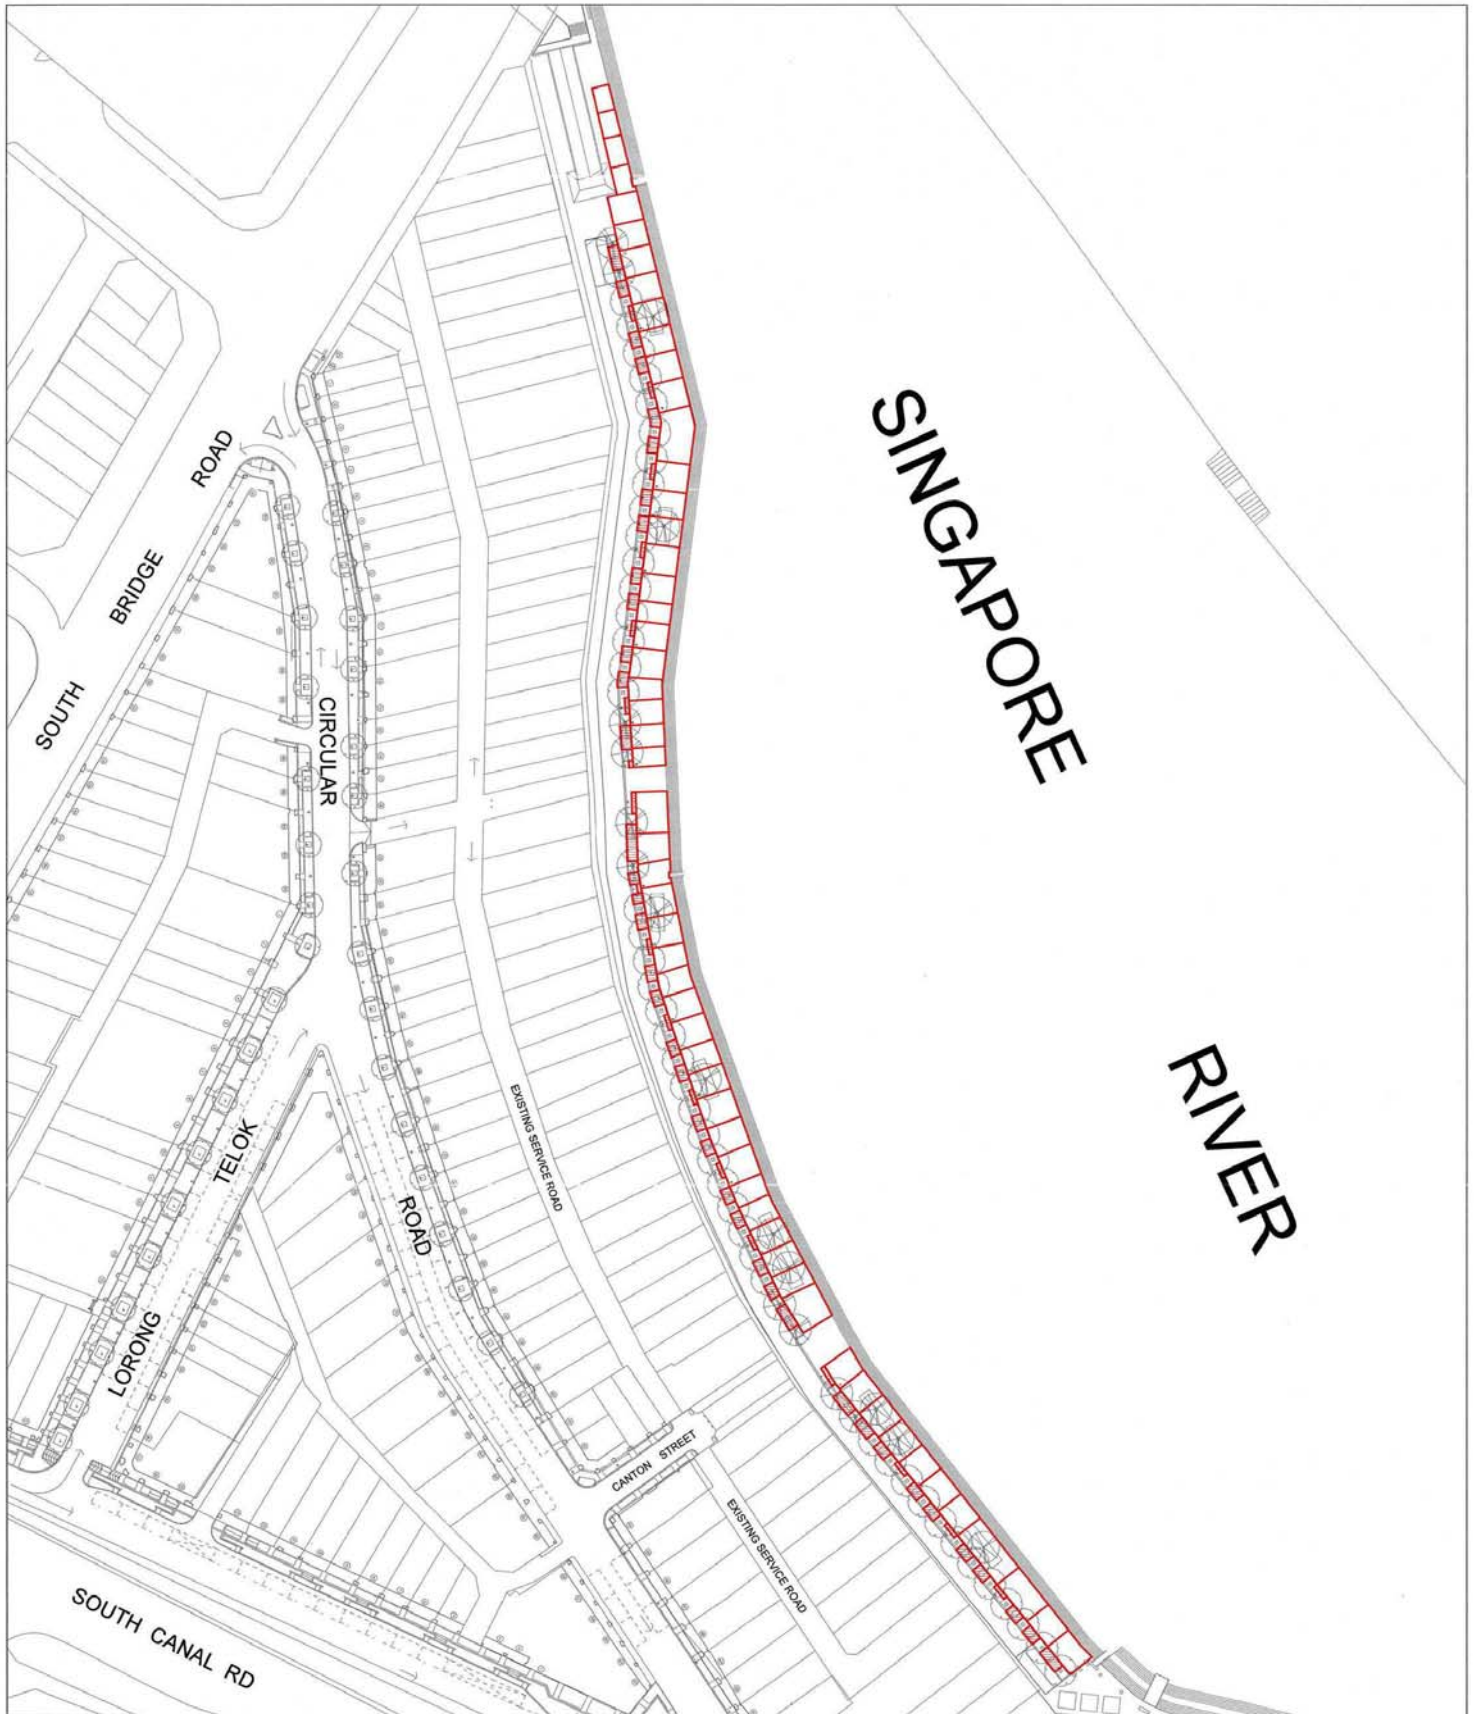 SINGAPORE
RIVER
SOUTH
BRIDGE
ROAD
CIRCULAR
ROAD
LORONG
TELOK
EXISTING SERVICE ROAD
CANTON STREET
EXISTING SERVICE ROAD
SOUTH CANAL RD